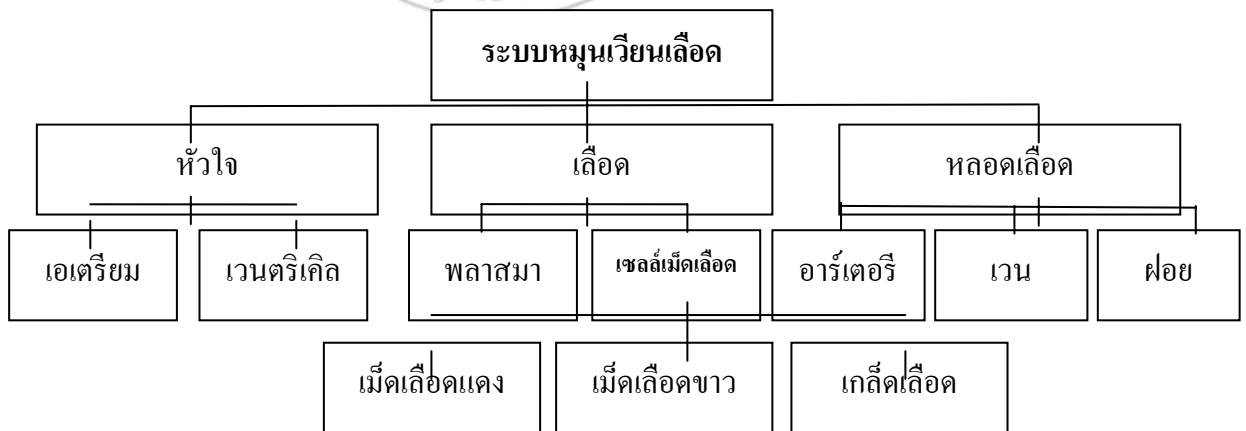 ระบบหมุนเวียนเลือด
หัวใจ
เลือด
หลอดเลือด
เอเตรียม
เวนตริเคิล
พลาสมา
เซลล์เม็ดเลือด
อาร์เตอรี
เวน
ฝอย
เม็ดเลือดแดง
เม็ดเลือดขาว
เกล็ดเลือด